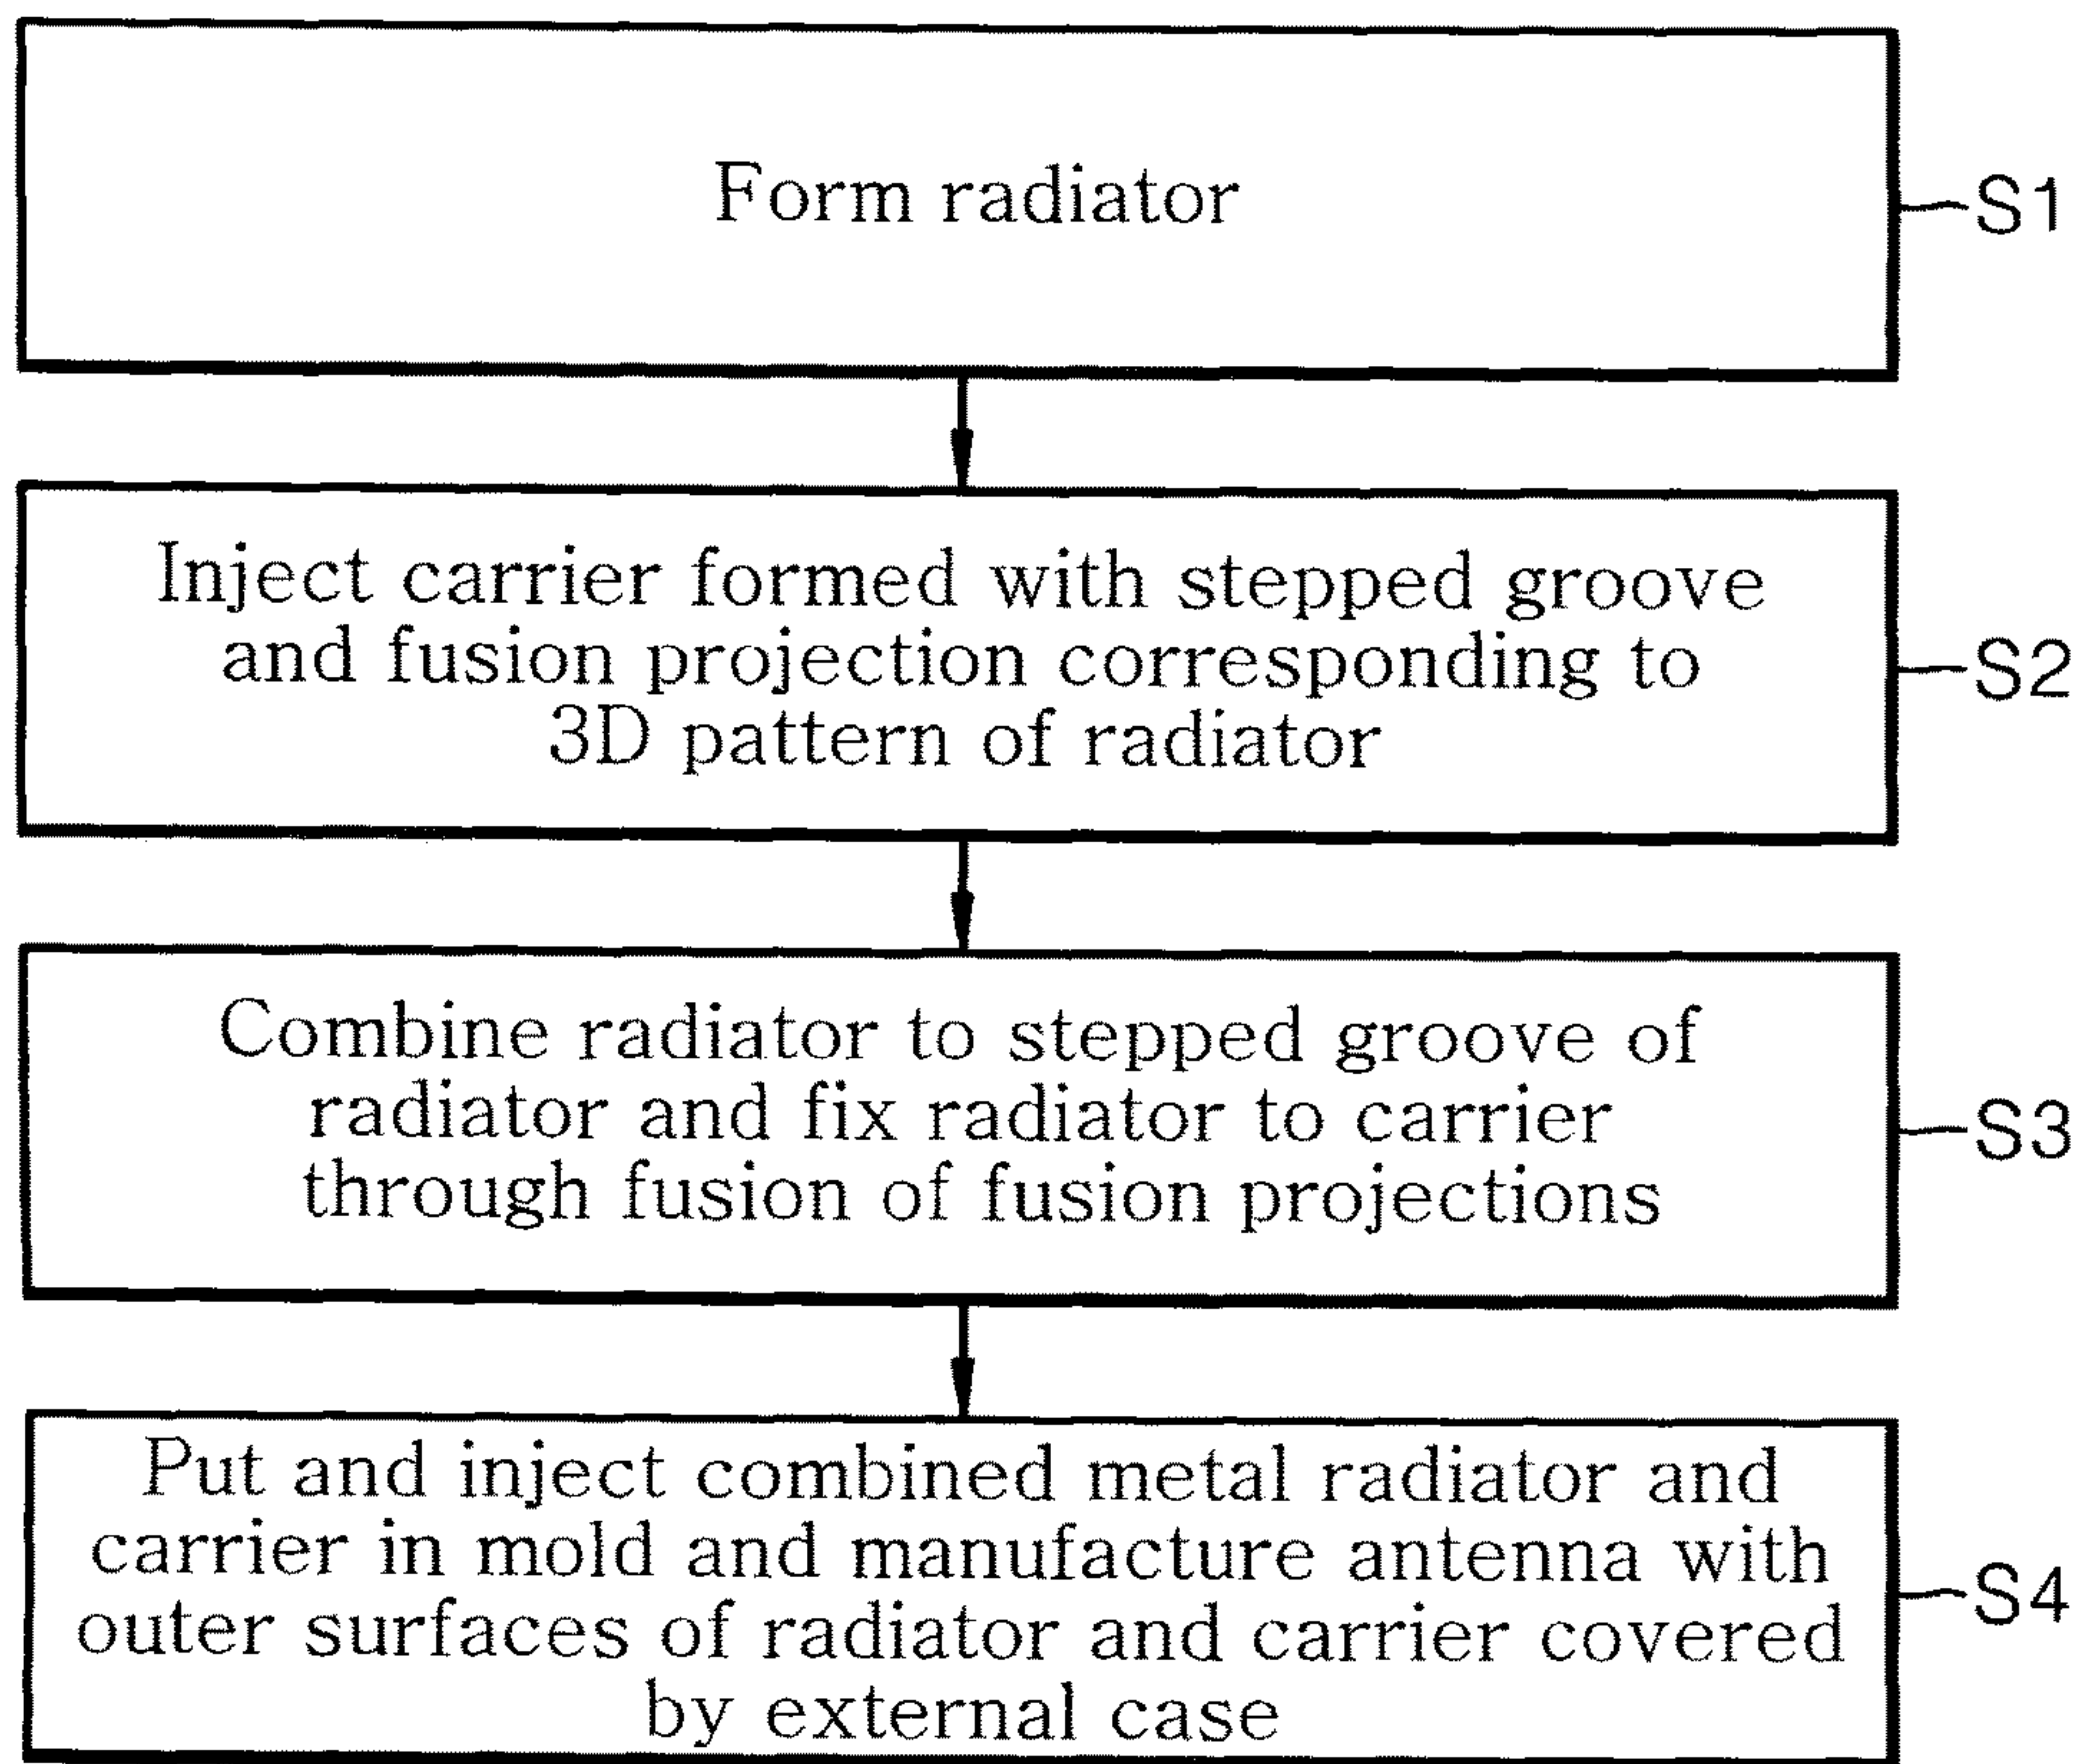 Form radiator
S1
Inject carrier formed with stepped groove
and fusion projection corresponding to
3D pattern of radiator
S2
Combine radiator to stepped groove of
radiator and fix radiator to carrier
through fusion of fusion projections
S3
Put and inject combined metal radiator and
carrier in mold and manufacture antenna with
outer surfaces of radiator and carrier covered
by external case
S4